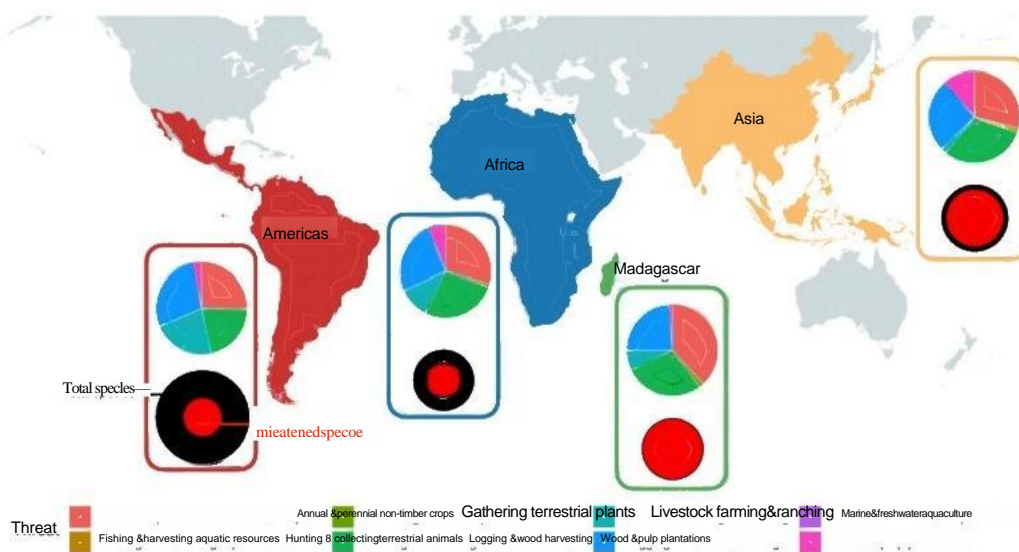 Asia
Africa
Americas
Madagascar
Total specles
mieatenedspecoe
Annual &perennial non-timber crops Gathering terrestrial plants Livestock farming&ranching Marine&freshwateraquaculture
Threat
Fishing &harvesting aquatic resources Hunting 8 collectingterrestrial animals Logging &wood harvesting Wood &pulp plantations